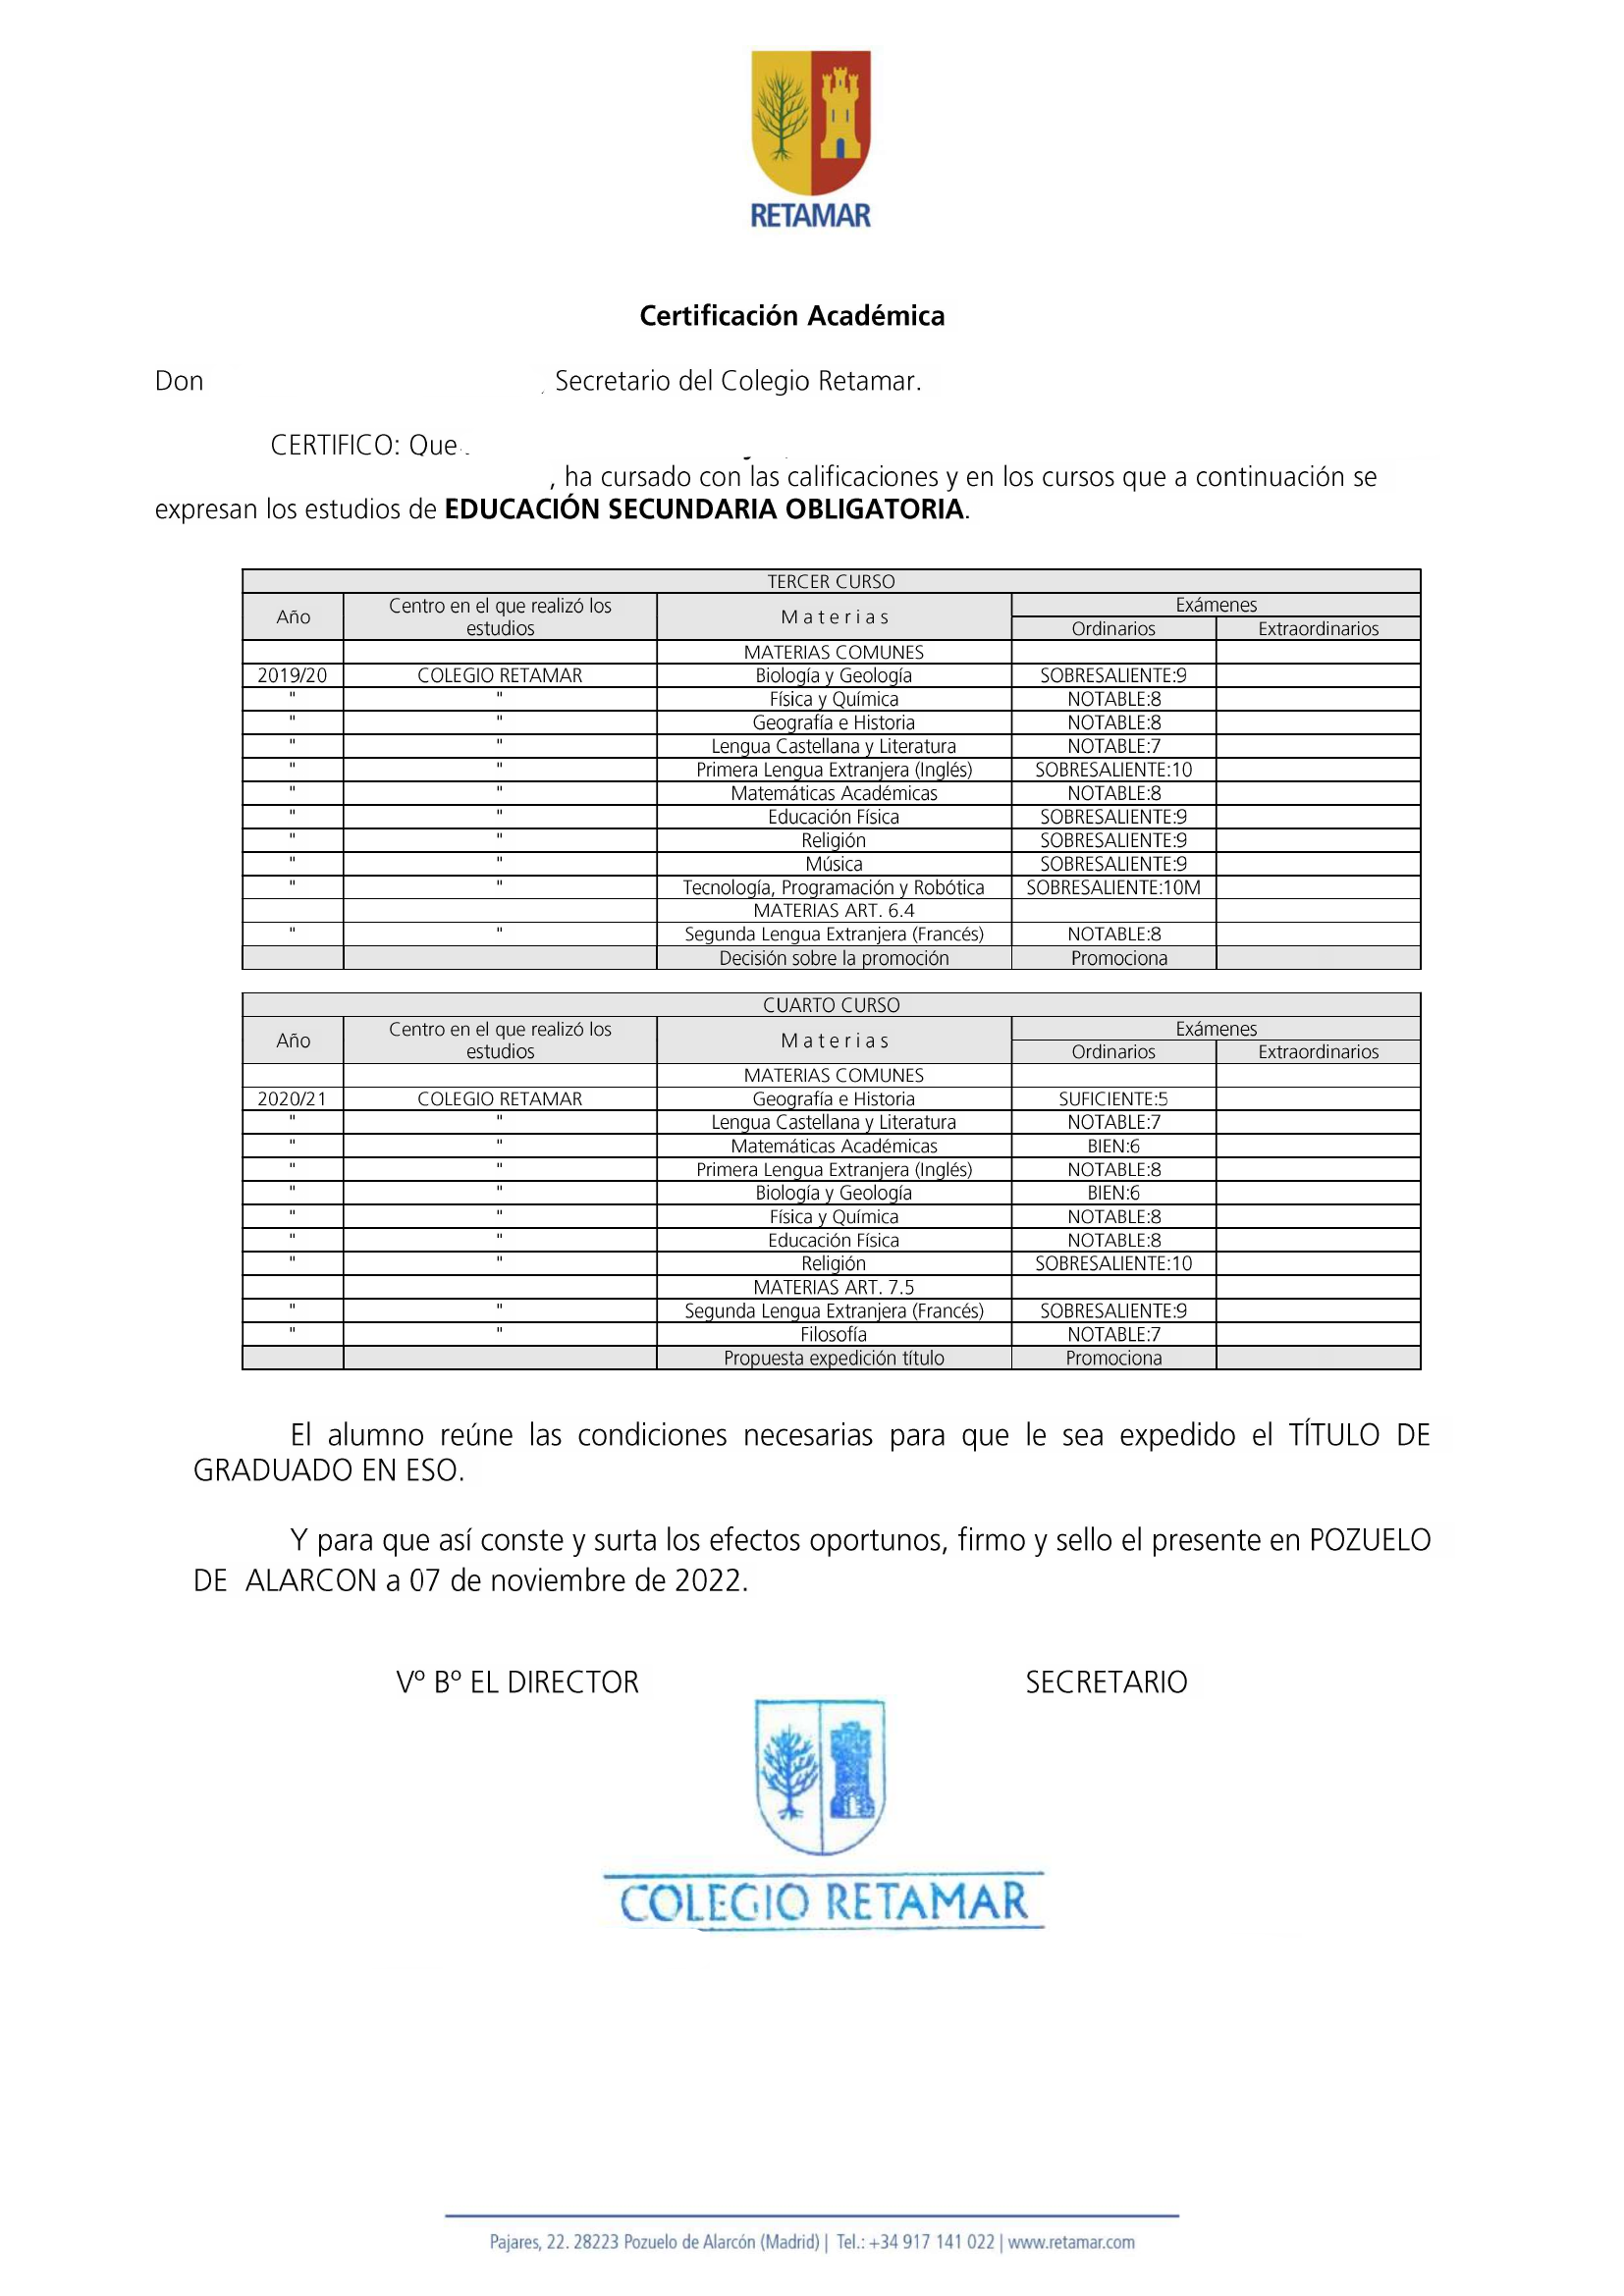 RETAMAR
Certificación Académica
Don , Secretario del Colegio Retamar.
CERTIFICO: Que
, ha cursado con las calificaciones y en los cursos que a continuación se
expresan los estudios de EDUCACIÓN SECUNDARIA OBLIGATORIA.
TERCER CURSO
Año Centro en el que realizó los estudios Materias Exámenes
Ordinarios Extraordinarios
MATERIAS COMUNES
2019/20 COLEGIO RETAMAR Biología y Geología SOBRESALIENTE:9
" " Física y Química NOTABLE:8
" " Geografía e Historia NOTABLE:8
" " Lengua Castellana y Literatura NOTABLE:7
" " Primera Lengua Extranjera (Inglés) SOBRESALIENTE:10
" " Matemáticas Académicas NOTABLE:8
" " Educación Física SOBRESALIENTE:9
" " Religión SOBRESALIENTE:9
" " Música SOBRESALIENTE:9
" " Tecnología, Programación y Robótica SOBRESALIENTE:10M
MATERIAS ART. 6.4
" " Segunda Lengua Extranjera (Francés) NOTABLE:8
Decisión sobre la promoción Promociona
CUARTO CURSO
Año Centro en el que realizó los estudios Materias Exámenes
Ordinarios Extraordinarios
MATERIAS COMUNES
2020/21 COLEGIO RETAMAR Geografía e Historia SUFICIENTE:5
" " Lengua Castellana y Literatura NOTABLE:7
" " Matemáticas Académicas BIEN:6
" " Primera Lengua Extranjera (Inglés) NOTABLE:8
" " Biología y Geología BIEN:6
" " Física y Química NOTABLE:8
" " Educación Física NOTABLE:8
" " Religión SOBRESALIENTE:10
MATERIAS ART. 7.5
" " Segunda Lengua Extranjera (Francés) SOBRESALIENTE:9
" " Filosofía NOTABLE:7
Propuesta expedición título Promociona
El alumno reúne las condiciones necesarias para que le sea expedido el TÍTULO DE
GRADUADO EN ESO.
Y para que así conste y surta los efectos oportunos, firmo y sello el presente en POZUELO
DE ALARCON a 07 de noviembre de 2022.
Vº Bº EL DIRECTOR SECRETARIO
COLEGIO RETAMAR
Pajares, 22. 28223 Pozuelo de Alarcón (Madrid) | Tel.: +34 917 141 022 | www.retamar.com